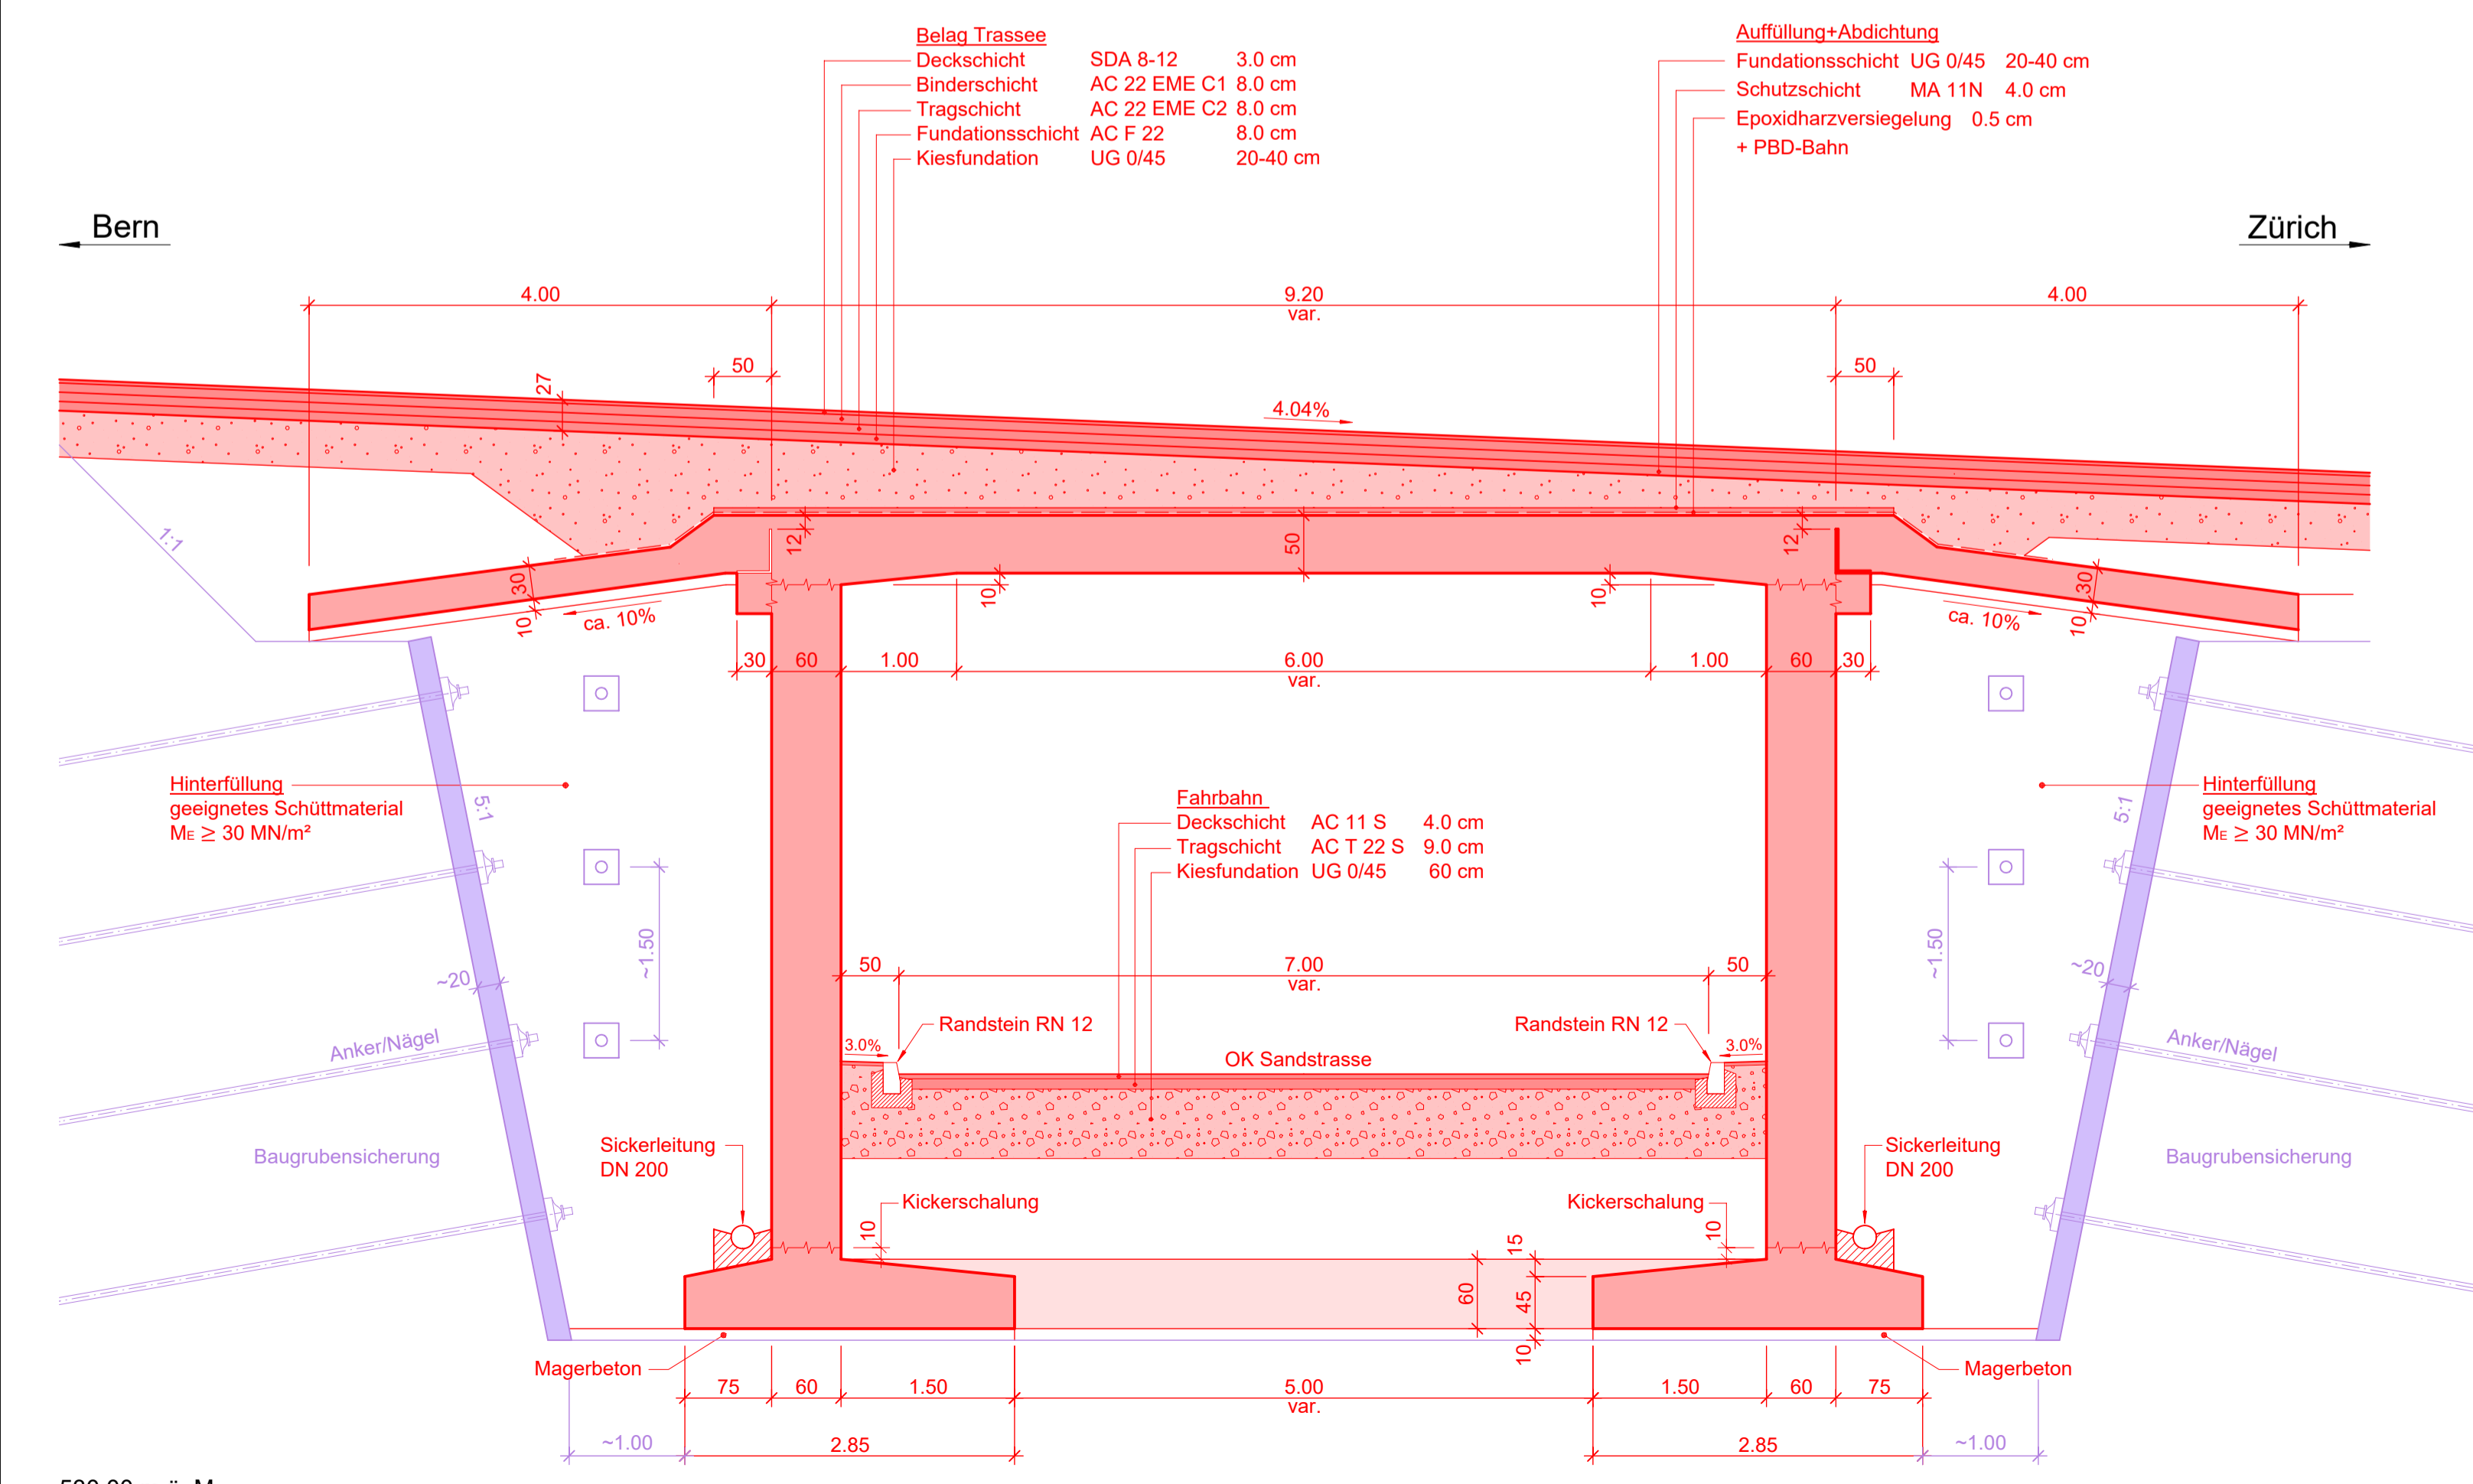 Belag Trassee
Deckschicht SDA 8-12 3.0 cm
Binderschicht AC 22 EME C1 8.0 cm
Tragschicht AC 22 EME C2 8.0 cm
Fundationsschicht AC F 22 8.0 cm
Kiesfundation UG 0/45 20-40 cm
Auffüllung+Abdichtung
Fundationsschicht UG 0/45 20-40 cm
Schutzschicht MA 11N 4.0 cm
Epoxidharzversiegelung 0.5 cm
+ PBD-Bahn
Bern
Zürich
4.00
9.20
var.
4.00
50
50
27
4.04%
1:1
12
50
12
30
10
ca. 10%
10
10
30
10
ca. 10%
30 60 1.00 6.00 1.00 60 30
var.
Hinterfüllung
geeignetes Schüttmaterial
ME ≥ 30 MN/m²
5:1
Fahrbahn
Deckschicht AC 11 S 4.0 cm
Tragschicht AC T 22 S 9.0 cm
Kiesfundation UG 0/45 60 cm
5:1
Hinterfüllung
geeignetes Schüttmaterial
ME ≥ 30 MN/m²
~1.50
~1.50
~20
~20
50 7.00 50
var.
Randstein RN 12
Randstein RN 12
3.0%
3.0%
OK Sandstrasse
Anker/Nägel
Anker/Nägel
Baugrubensicherung
Sickerleitung
DN 200
Sickerleitung
DN 200
Baugrubensicherung
Kickerschalung
Kickerschalung
10
10
15
60
45
10
Magerbeton
Magerbeton
75 60 1.50 5.00 1.50 60 75
var.
~1.00 2.85 2.85 ~1.00